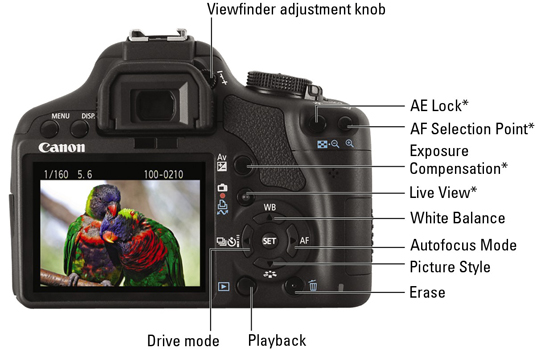 Viewfinder adjustment knob
MENU DISP.
Canon
AE Lock*
AF Selection Point*
Exposure
Compensation*
Av
1/160 5.6 100-0210
Live View*
WB
White Balance
SET
AF
Autofocus Mode
Picture Style
Erase
Drive mode
Playback